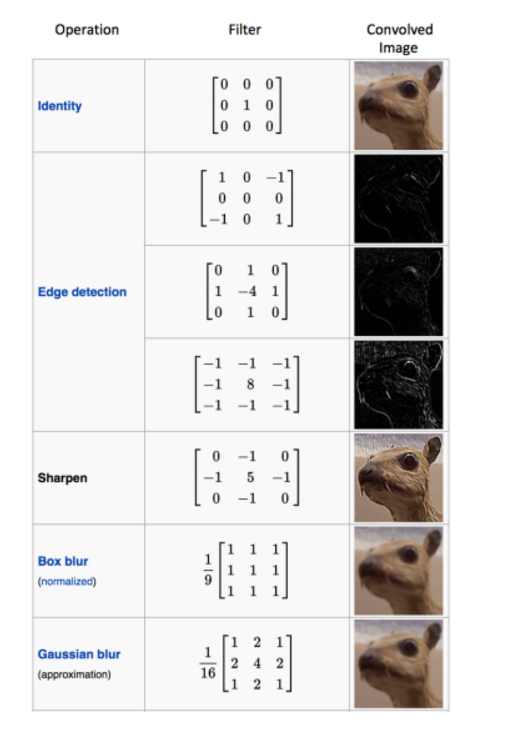 Operation Filter Convolved Image
Identity
0 0 0
0 1 0
0 0 0
Edge detection
1 0 −1
0 0 0
−1 0 1
0 1 0
1 −4 1
0 1 0
−1 −1 −1
−1 8 −1
−1 −1 −1
Sharpen
0 −1 0
−1 5 −1
0 −1 0
Box blur
(normalized)
1/9
1 1 1
1 1 1
1 1 1
Gaussian blur
(approximation)
1/16
1 2 1
2 4 2
1 2 1